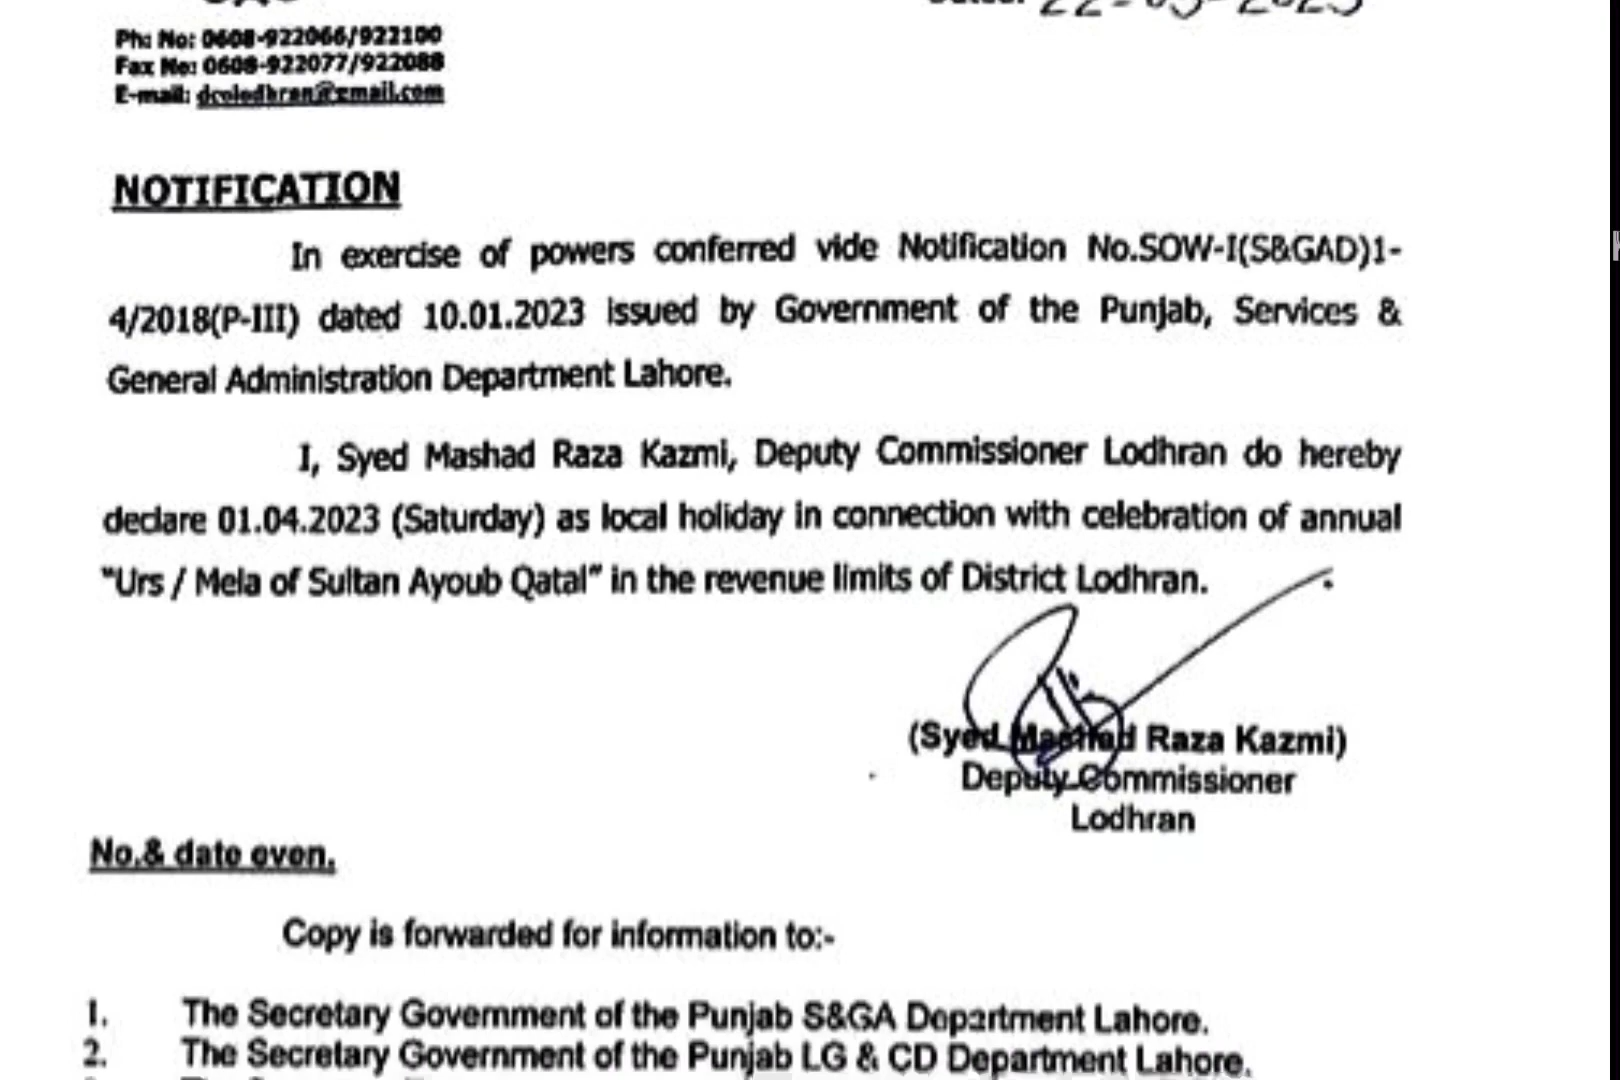 22-03-2023
Ph: No: 0608-922066/922100
Fax No: 0608-922077/922088
E-mail: dcolodhran@gmail.com
NOTIFICATION
In exercise of powers conferred vide Notification No.SOW-I(S&GAD)1-
4/2018(P-III) dated 10.01.2023 issued by Government of the Punjab, Services &
General Administration Department Lahore.
I, Syed Mashad Raza Kazmi, Deputy Commissioner Lodhran do hereby
declare 01.04.2023 (Saturday) as local holiday in connection with celebration of annual
"Urs / Mela of Sultan Ayoub Qatal" in the revenue limits of District Lodhran.
(Syed Mashad Raza Kazmi)
Deputy Commissioner
Lodhran
No.& date even.
Copy is forwarded for information to:-
1. The Secretary Government of the Punjab S&GA Department Lahore.
2. The Secretary Government of the Punjab LG & CD Department Lahore.